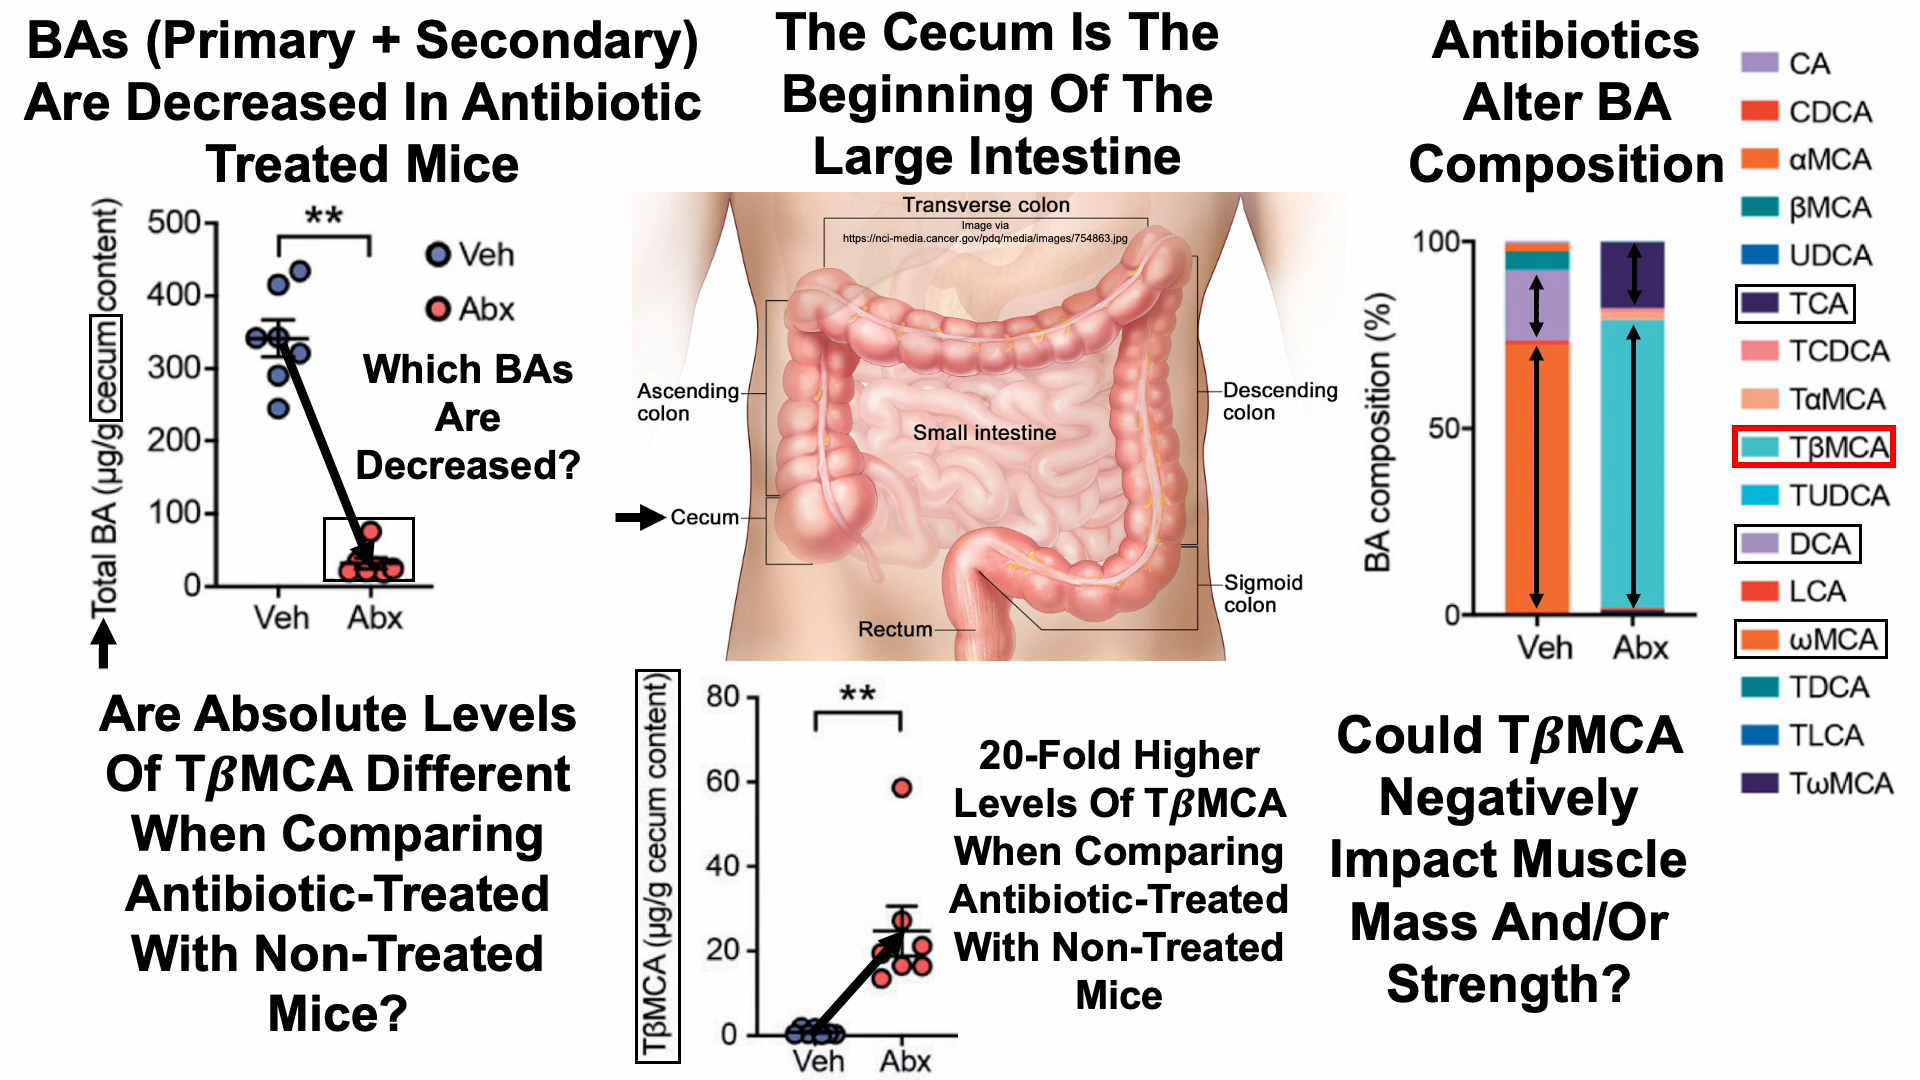 BAs (Primary + Secondary)
Are Decreased In Antibiotic
Treated Mice
Total BA (µg/g cecum content)
500
400
300
200
100
0
**
Veh
Abx
Which BAs
Are
Decreased?
Veh
Abx
The Cecum Is The
Beginning Of The
Large Intestine
Transverse colon
Image via
https://nci-media.cancer.gov/pdq/media/images/754863.jpg
Ascending
colon
Descending
colon
Small intestine
Cecum
Sigmoid
colon
Rectum
Antibiotics
Alter BA
Composition
BA composition (%)
100
50
0
Veh
Abx
CA
CDCA
αMCA
βMCA
UDCA
TCA
TCDCA
TαMCA
TβMCA
TUDCA
DCA
LCA
ωMCA
TDCA
TLCA
TωMCA
Are Absolute Levels
Of TβMCA Different
When Comparing
Antibiotic-Treated
With Non-Treated
Mice?
TβMCA (µg/g cecum content)
80
60
40
20
0
**
Veh
Abx
20-Fold Higher
Levels Of TβMCA
When Comparing
Antibiotic-Treated
With Non-Treated
Mice
Could TβMCA
Negatively
Impact Muscle
Mass And/Or
Strength?